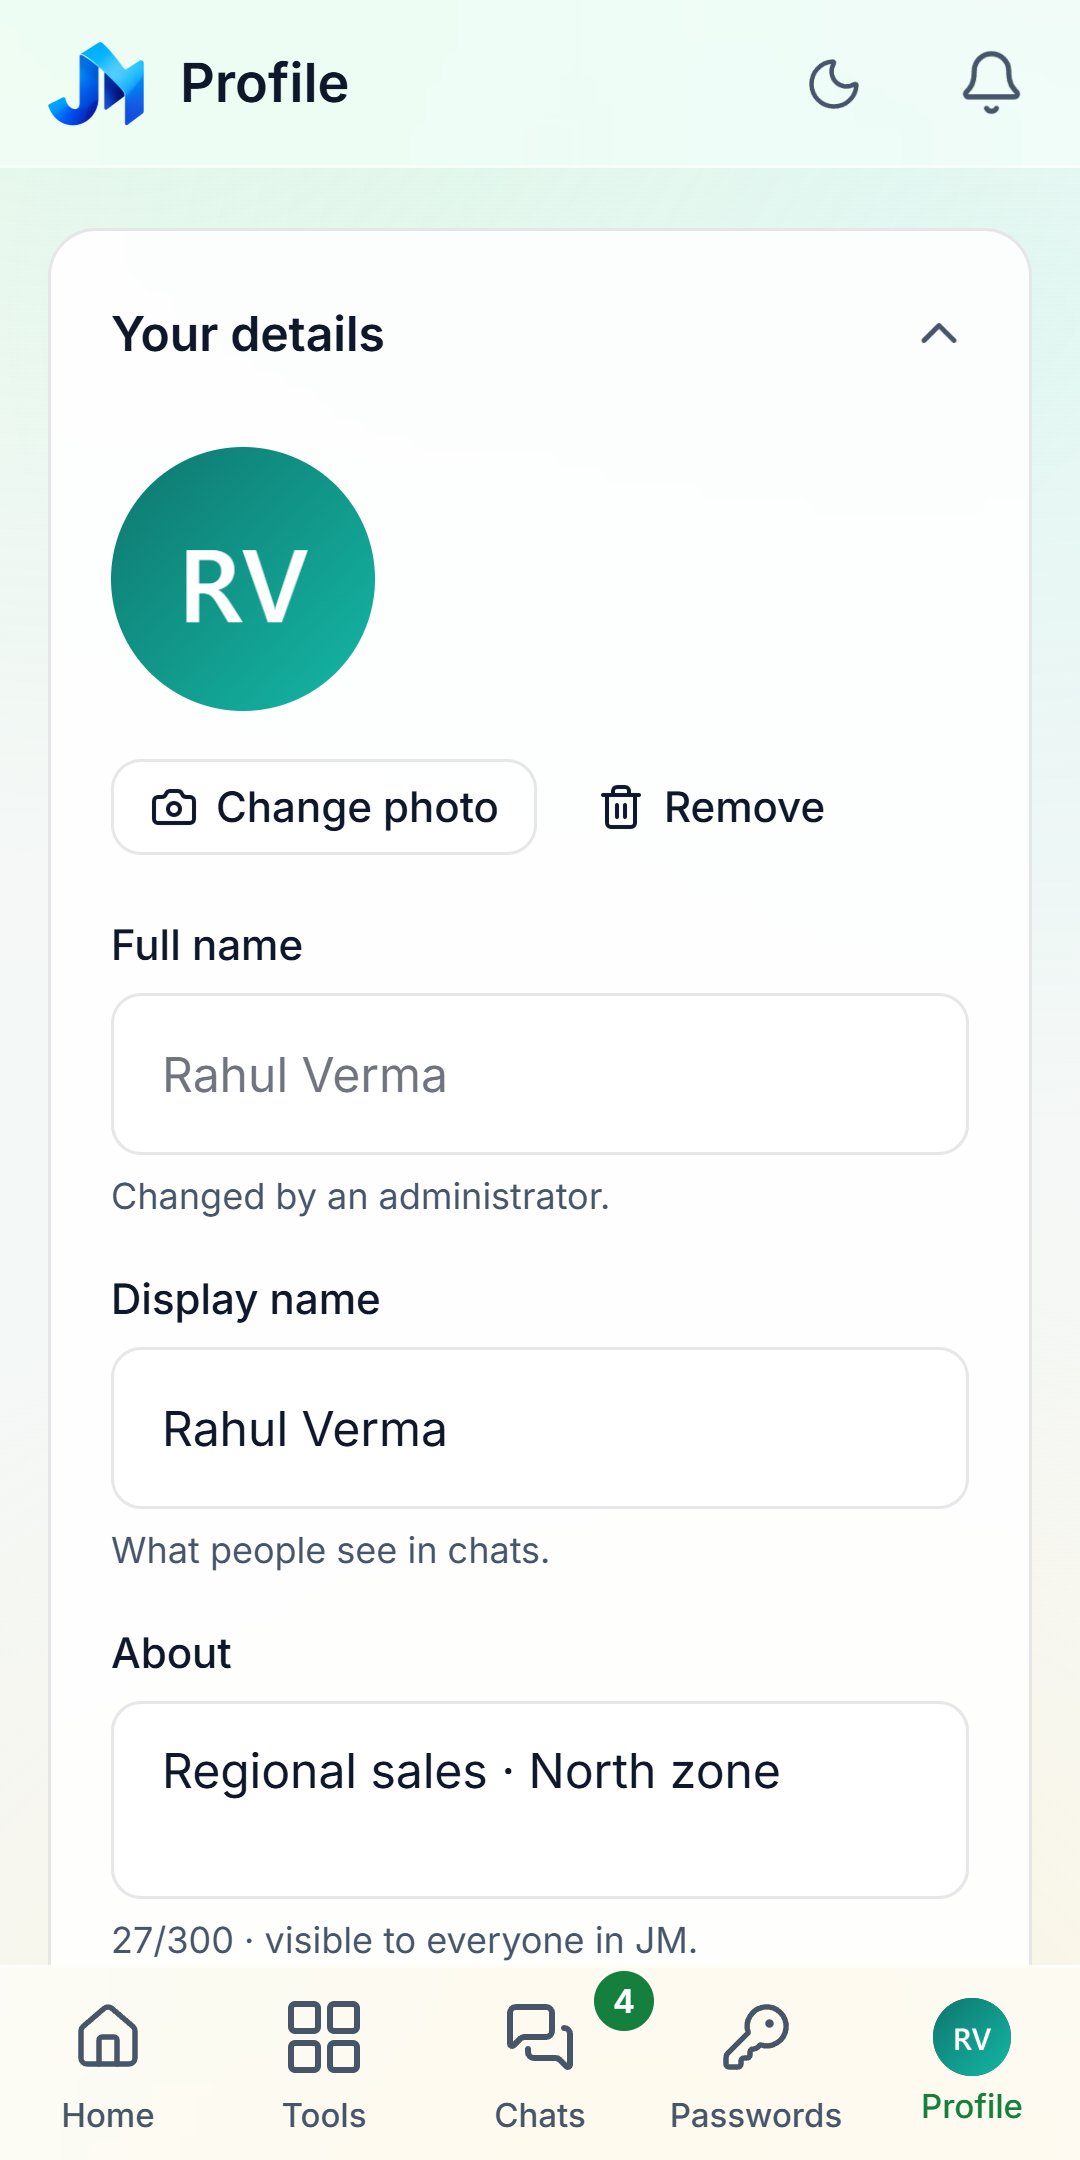 JM Profile
Your details
RV
Change photo
Remove
Full name
Rahul Verma
Changed by an administrator.
Display name
Rahul Verma
What people see in chats.
About
Regional sales · North zone
27/300 · visible to everyone in JM.
4
RV
Home
Tools
Chats
Passwords
Profile